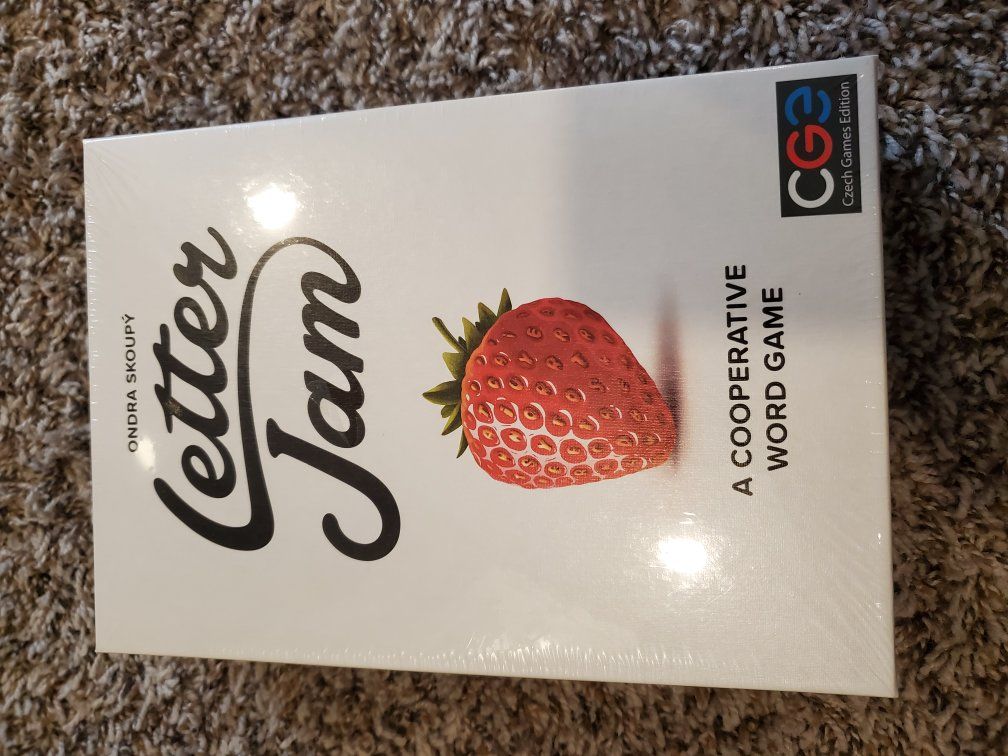 ONDRA SKOUPÝ
Letter
Jam
A COOPERATIVE
WORD GAME
CGE
Czech Games Edition